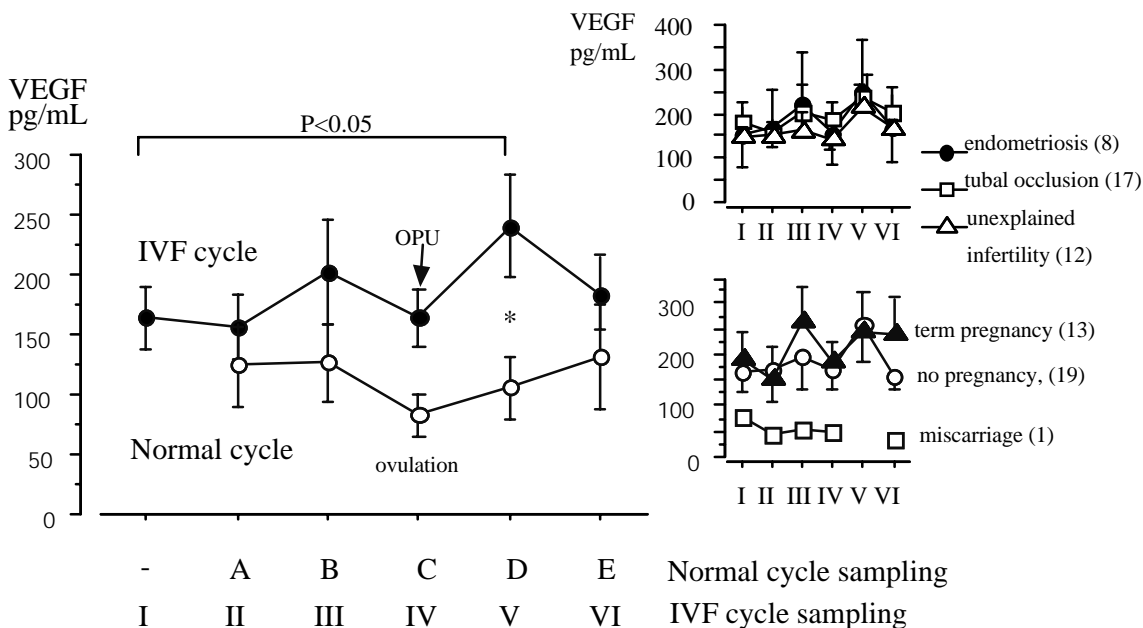 VEGF
pg/mL
P<0.05
300
250
200
150
100
50
0
IVF cycle
OPU
*
Normal cycle
ovulation
- A B C D E Normal cycle sampling
I II III IV V VI IVF cycle sampling
VEGF
pg/mL
400
300
200
100
0
I II III IV V VI
endometriosis (8)
tubal occlusion (17)
unexplained
infertility (12)
300
200
100
0
I II III IV V VI
term pregnancy (13)
no pregnancy, (19)
miscarriage (1)